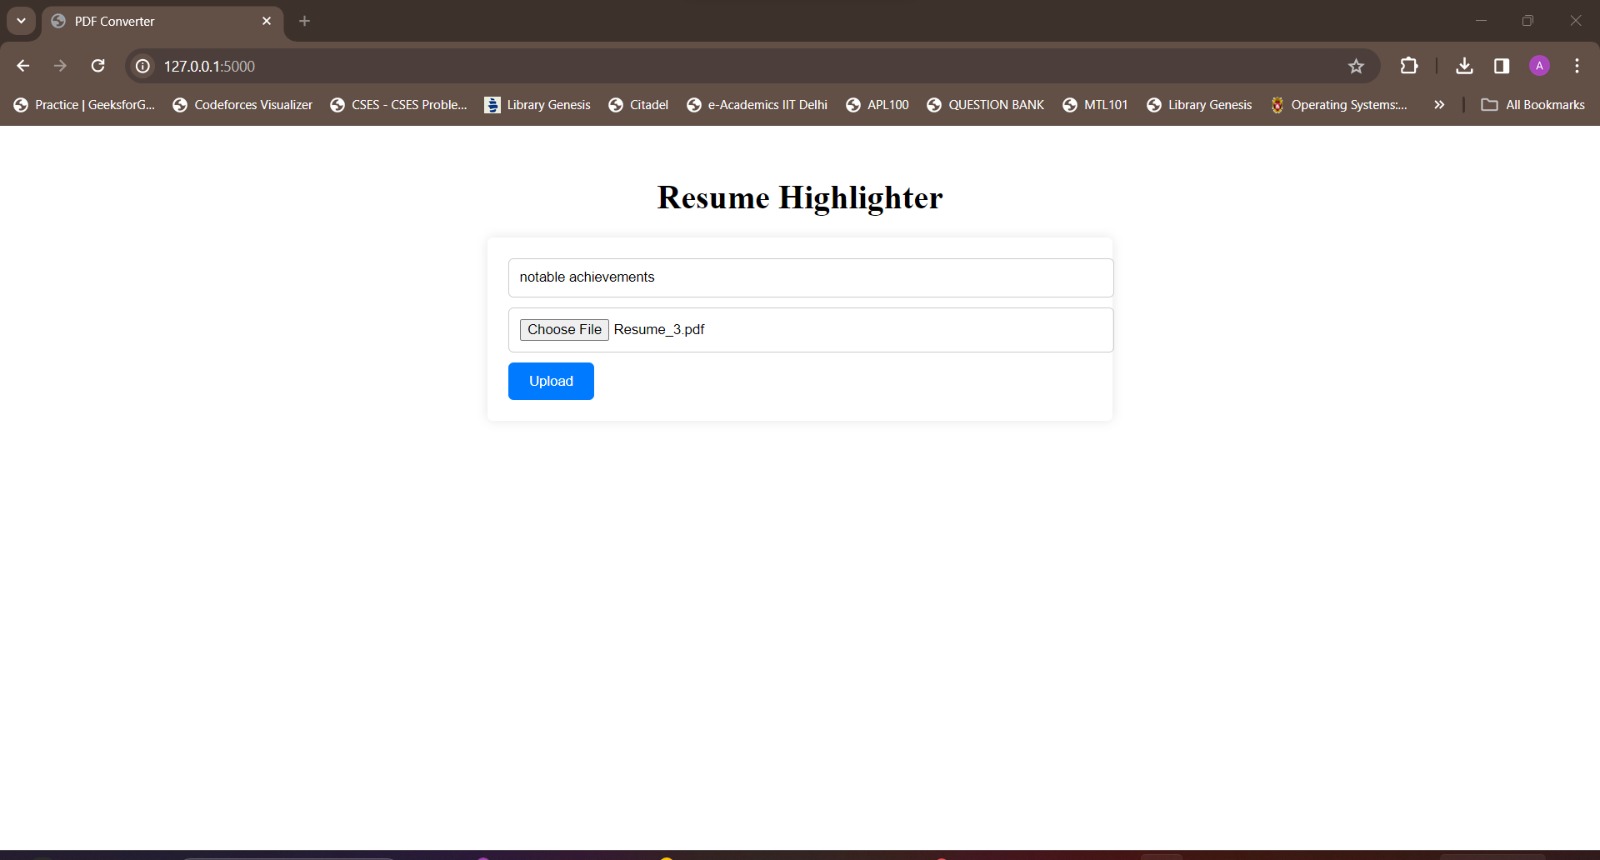 PDF Converter
127.0.0.1:5000
Practice | GeeksforG... Codeforces Visualizer CSES - CSES Proble... Library Genesis Citadel e-Academics IIT Delhi APL100 QUESTION BANK MTL101 Library Genesis Operating Systems:... » All Bookmarks
A
Resume Highlighter
notable achievements
Choose File Resume_3.pdf
Upload